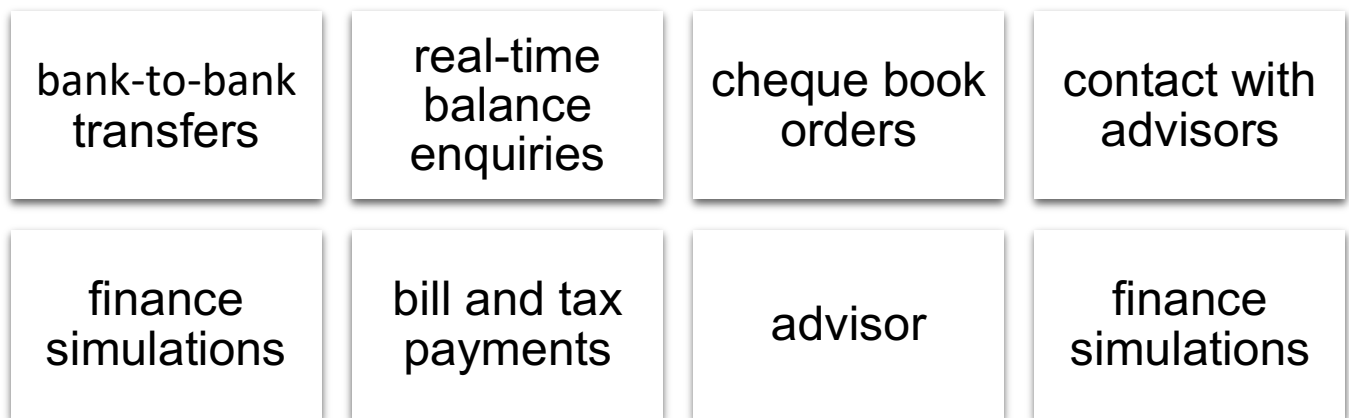 bank-to-bank
transfers
real-time
balance
enquiries
cheque book
orders
contact with
advisors
finance
simulations
bill and tax
payments
advisor
finance
simulations